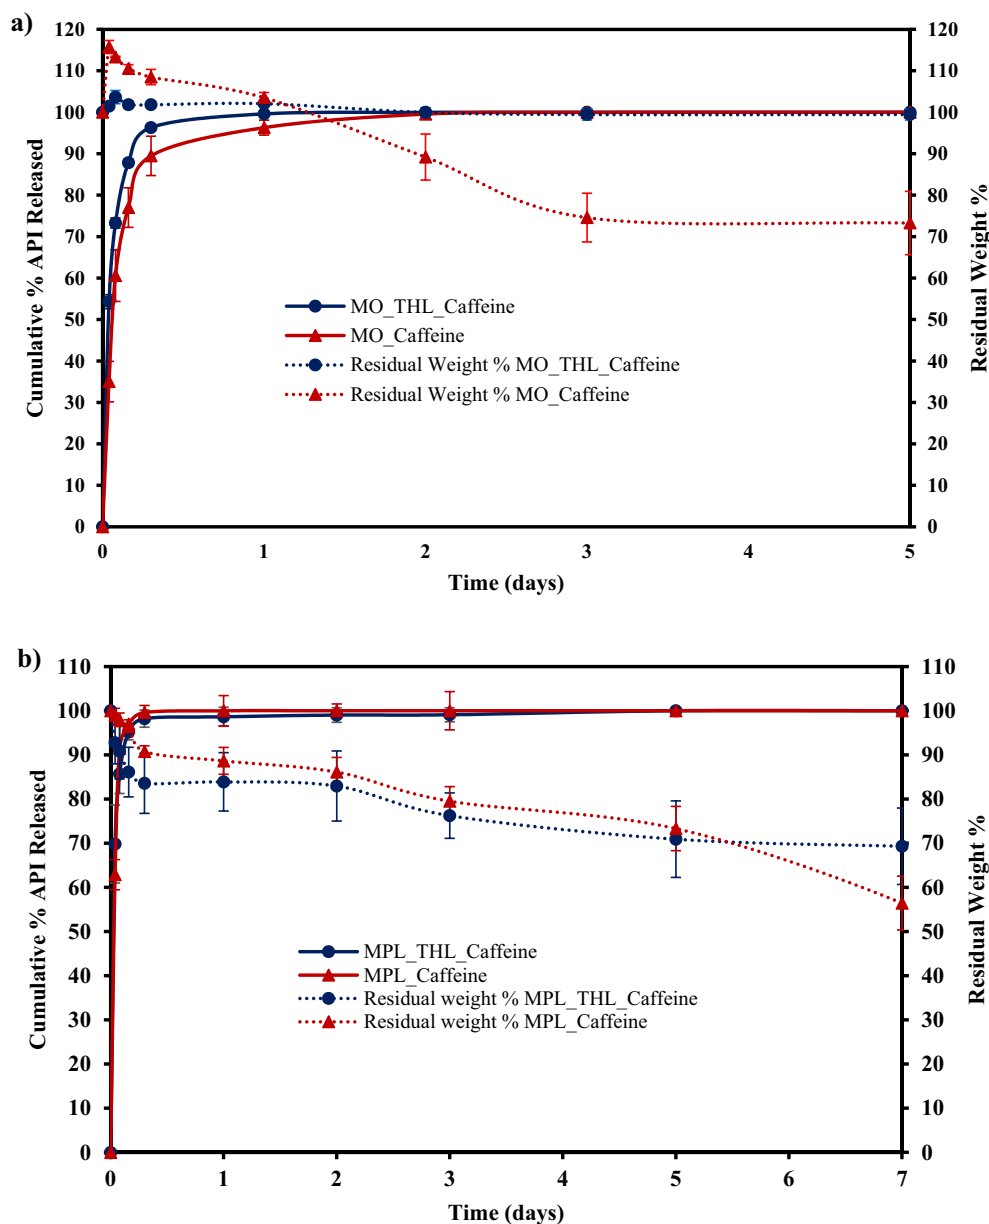 a)
120
110
100
90
80
70
60
50
40
30
20
10
0
Cumulative % API Released
120
110
100
90
80
70
60
50
40
30
20
10
0
Residual Weight %
MO_THL_Caffeine
MO_Caffeine
Residual Weight % MO_THL_Caffeine
Residual Weight % MO_Caffeine
0 1 2 3 4 5
Time (days)
b)
110
100
90
80
70
60
50
40
30
20
10
0
Cumulative % API Released
110
100
90
80
70
60
50
40
30
20
10
0
Residual Weight %
MPL_THL_Caffeine
MPL_Caffeine
Residual weight % MPL_THL_Caffeine
Residual weight % MPL_Caffeine
0 1 2 3 4 5 6 7
Time (days)